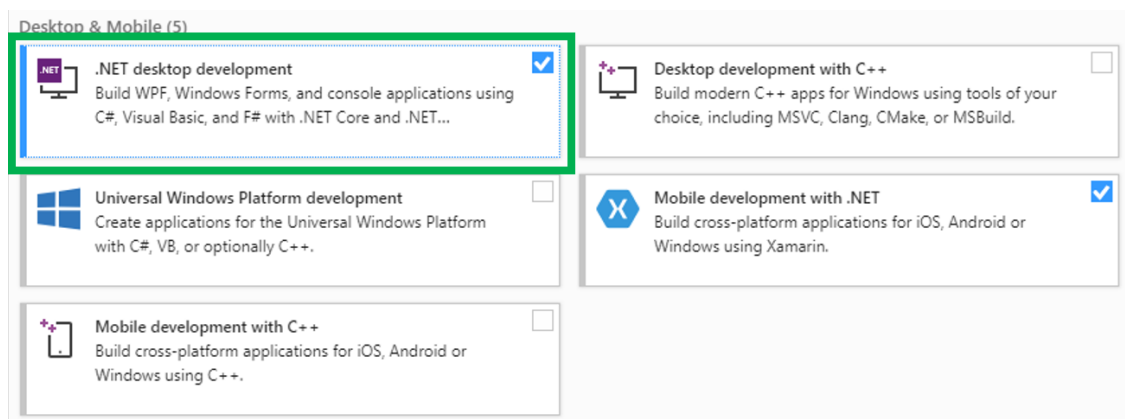 Desktop & Mobile (5)
.NET
.NET desktop development
Build WPF, Windows Forms, and console applications using
C#, Visual Basic, and F# with .NET Core and .NET...
Desktop development with C++
Build modern C++ apps for Windows using tools of your
choice, including MSVC, Clang, CMake, or MSBuild.
Universal Windows Platform development
Create applications for the Universal Windows Platform
with C#, VB, or optionally C++.
Mobile development with .NET
Build cross-platform applications for iOS, Android or
Windows using Xamarin.
Mobile development with C++
Build cross-platform applications for iOS, Android or
Windows using C++.